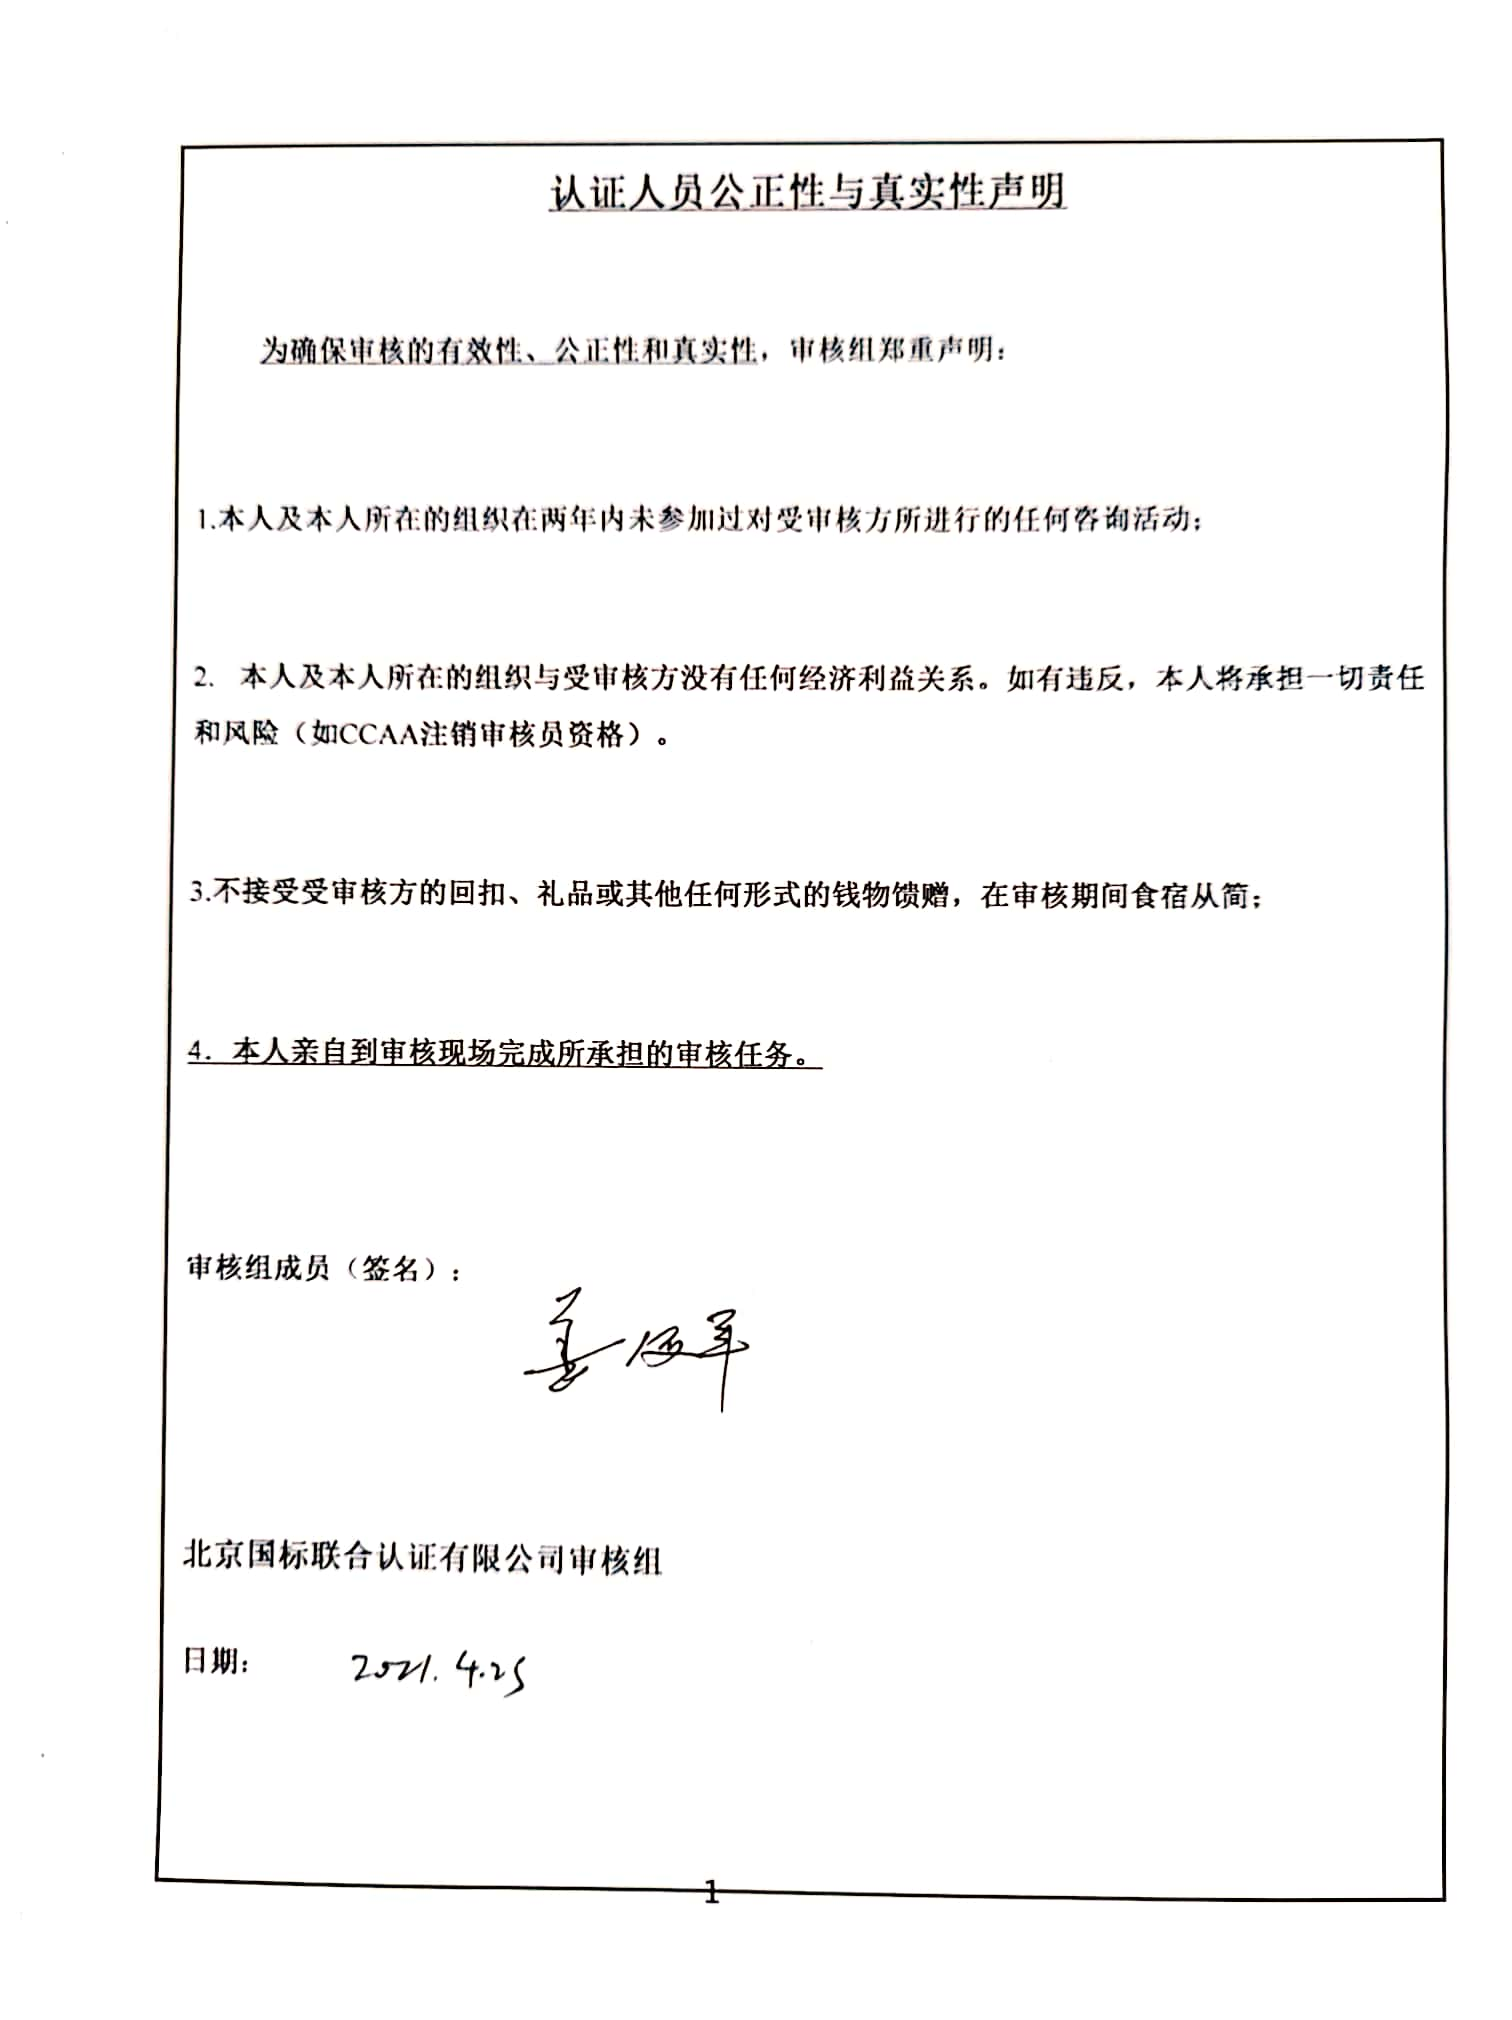 认证人员公正性与真实性声明
为确保审核的有效性、公正性和真实性，审核组郑重声明：
1.本人及本人所在的组织在两年内未参加过对受审核方所进行的任何咨询活动；
2. 本人及本人所在的组织与受审核方没有任何经济利益关系。如有违反，本人将承担一切责任
和风险（如CCAA注销审核员资格）。
3.不接受受审核方的回扣、礼品或其他任何形式的钱物馈赠，在审核期间食宿从简；
4．本人亲自到审核现场完成所承担的审核任务。
审核组成员（签名）：
北京国标联合认证有限公司审核组
日期： 2021.4.25
1